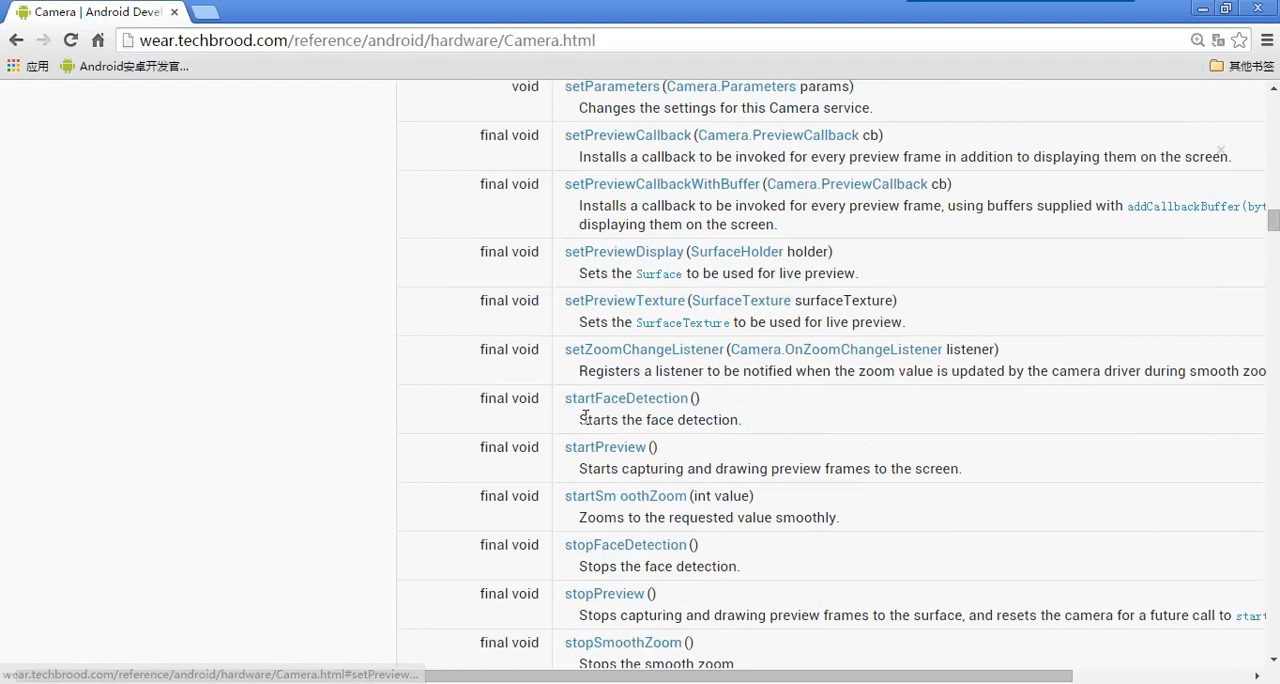 Camera | Android Devel
wear.techbrood.com/reference/android/hardware/Camera.html
应用 Android安卓开发官... 其他书签
void setParameters(Camera.Parameters params)
Changes the settings for this Camera service.
final void setPreviewCallback(Camera.PreviewCallback cb)
Installs a callback to be invoked for every preview frame in addition to displaying them on the screen.
final void setPreviewCallbackWithBuffer(Camera.PreviewCallback cb)
Installs a callback to be invoked for every preview frame, using buffers supplied with addCallbackBuffer(byt
displaying them on the screen.
final void setPreviewDisplay(SurfaceHolder holder)
Sets the Surface to be used for live preview.
final void setPreviewTexture(SurfaceTexture surfaceTexture)
Sets the SurfaceTexture to be used for live preview.
final void setZoomChangeListener(Camera.OnZoomChangeListener listener)
Registers a listener to be notified when the zoom value is updated by the camera driver during smooth zoo
final void startFaceDetection()
Starts the face detection.
final void startPreview()
Starts capturing and drawing preview frames to the screen.
final void startSm oothZoom(int value)
Zooms to the requested value smoothly.
final void stopFaceDetection()
Stops the face detection.
final void stopPreview()
Stops capturing and drawing preview frames to the surface, and resets the camera for a future call to start
final void stopSmoothZoom()
Stops the smooth zoom
wear.techbrood.com/reference/android/hardware/Camera.html#setPreview...